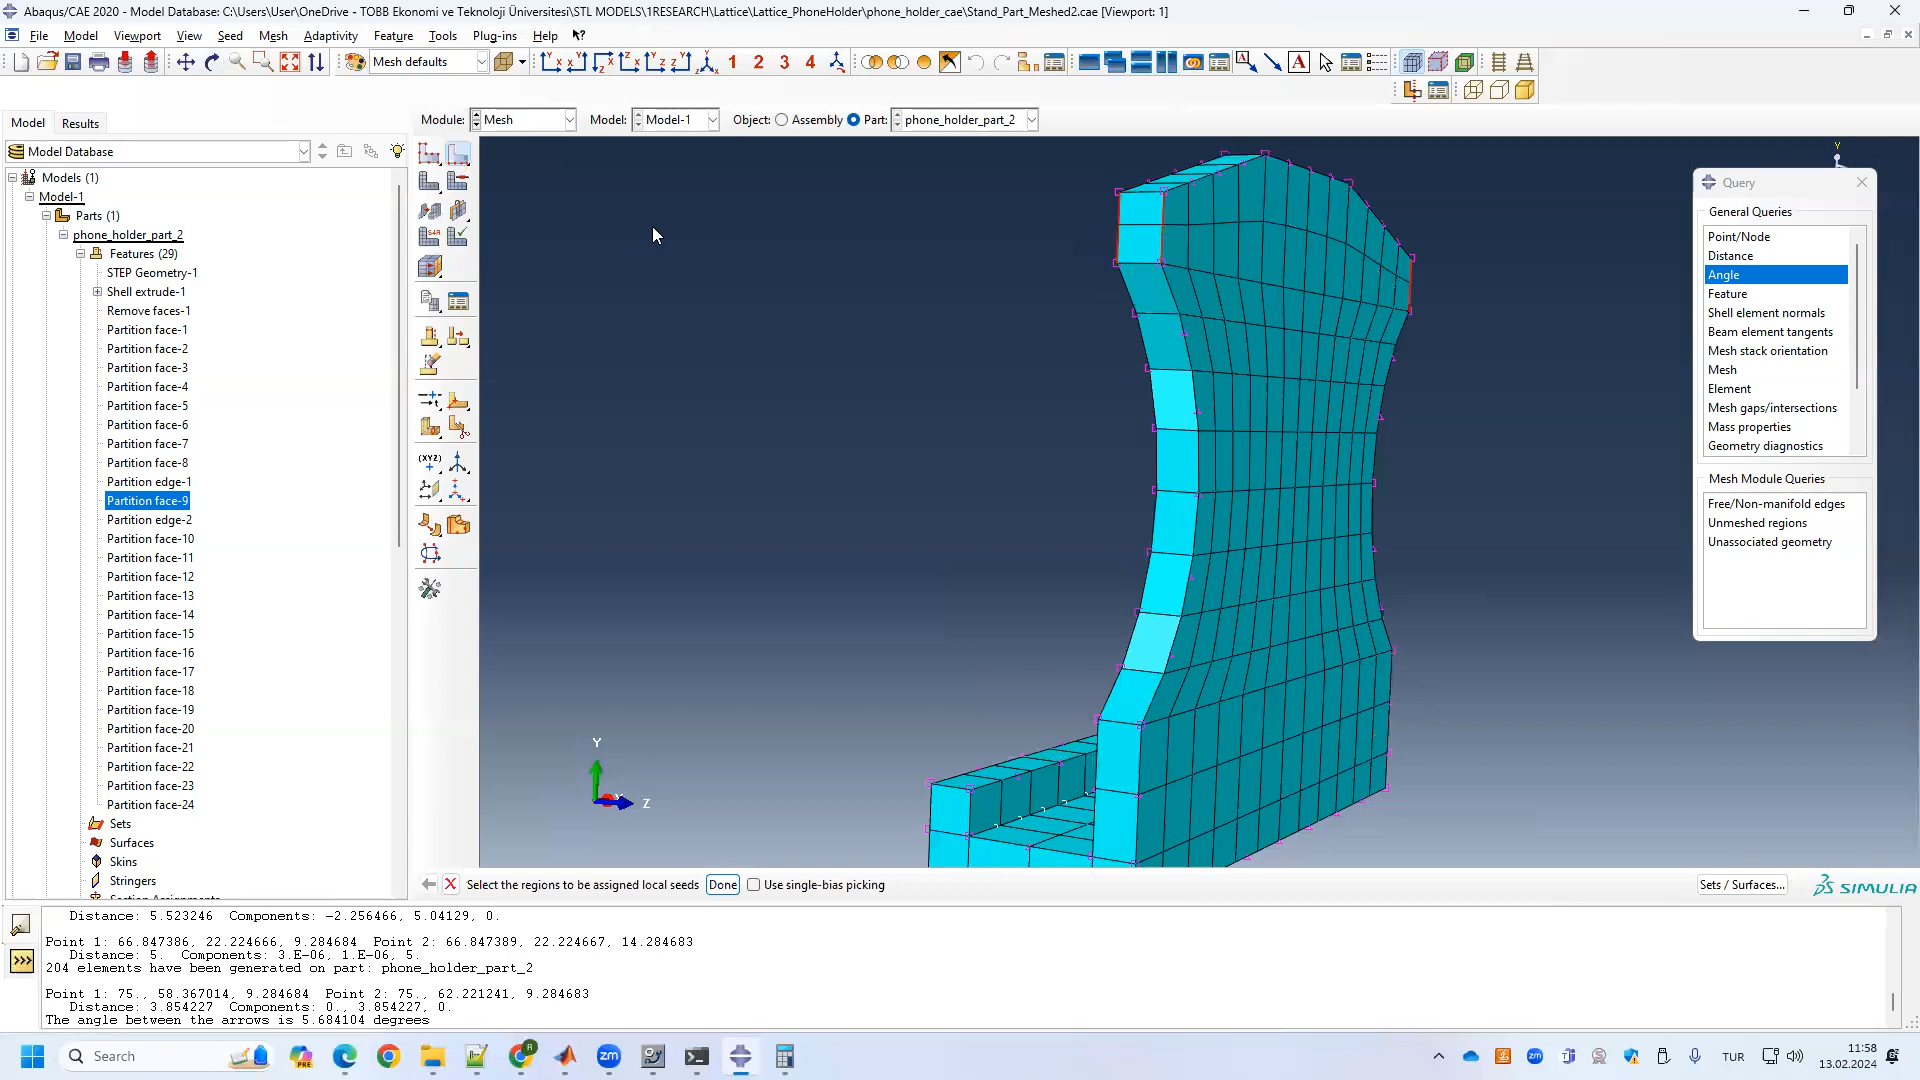 Abaqus/CAE 2020 - Model Database: C:\Users\User\OneDrive - TOBB Ekonomi ve Teknoloji Üniversitesi\STL MODELS\1RESEARCH\Lattice\Lattice_PhoneHolder\phone_holder_cae\Stand_Part_Meshed2.cae [Viewport: 1]
File Model Viewport View Seed Mesh Adaptivity Feature Tools Plug-ins Help
Mesh defaults
1 2 3 4
Model Results
Module: Mesh Model: Model-1 Object: Assembly Part: phone_holder_part_2
Model Database
Models (1)
Model-1
Parts (1)
phone_holder_part_2
Features (29)
STEP Geometry-1
Shell extrude-1
Remove faces-1
Partition face-1
Partition face-2
Partition face-3
Partition face-4
Partition face-5
Partition face-6
Partition face-7
Partition face-8
Partition edge-1
Partition face-9
Partition edge-2
Partition face-10
Partition face-11
Partition face-12
Partition face-13
Partition face-14
Partition face-15
Partition face-16
Partition face-17
Partition face-18
Partition face-19
Partition face-20
Partition face-21
Partition face-22
Partition face-23
Partition face-24
Sets
Surfaces
Skins
Stringers
(XYZ)
Y
Y
Z
Query
General Queries
Point/Node
Distance
Angle
Feature
Shell element normals
Beam element tangents
Mesh stack orientation
Mesh
Element
Mesh gaps/intersections
Mass properties
Geometry diagnostics
Mesh Module Queries
Free/Non-manifold edges
Unmeshed regions
Unassociated geometry
Select the regions to be assigned local seeds Done Use single-bias picking Sets / Surfaces... SIMULIA
Distance: 5.523246 Components: -2.256466, 5.04129, 0.
Point 1: 66.847386, 22.224666, 9.284684 Point 2: 66.847389, 22.224667, 14.284683
Distance: 5. Components: 3.E-06, 1.E-06, 5.
204 elements have been generated on part: phone_holder_part_2
Point 1: 75., 58.367014, 9.284684 Point 2: 75., 62.221241, 9.284683
Distance: 3.854227 Components: 0., 3.854227, 0.
The angle between the arrows is 5.684104 degrees
Search
TUR
11:58
13.02.2024